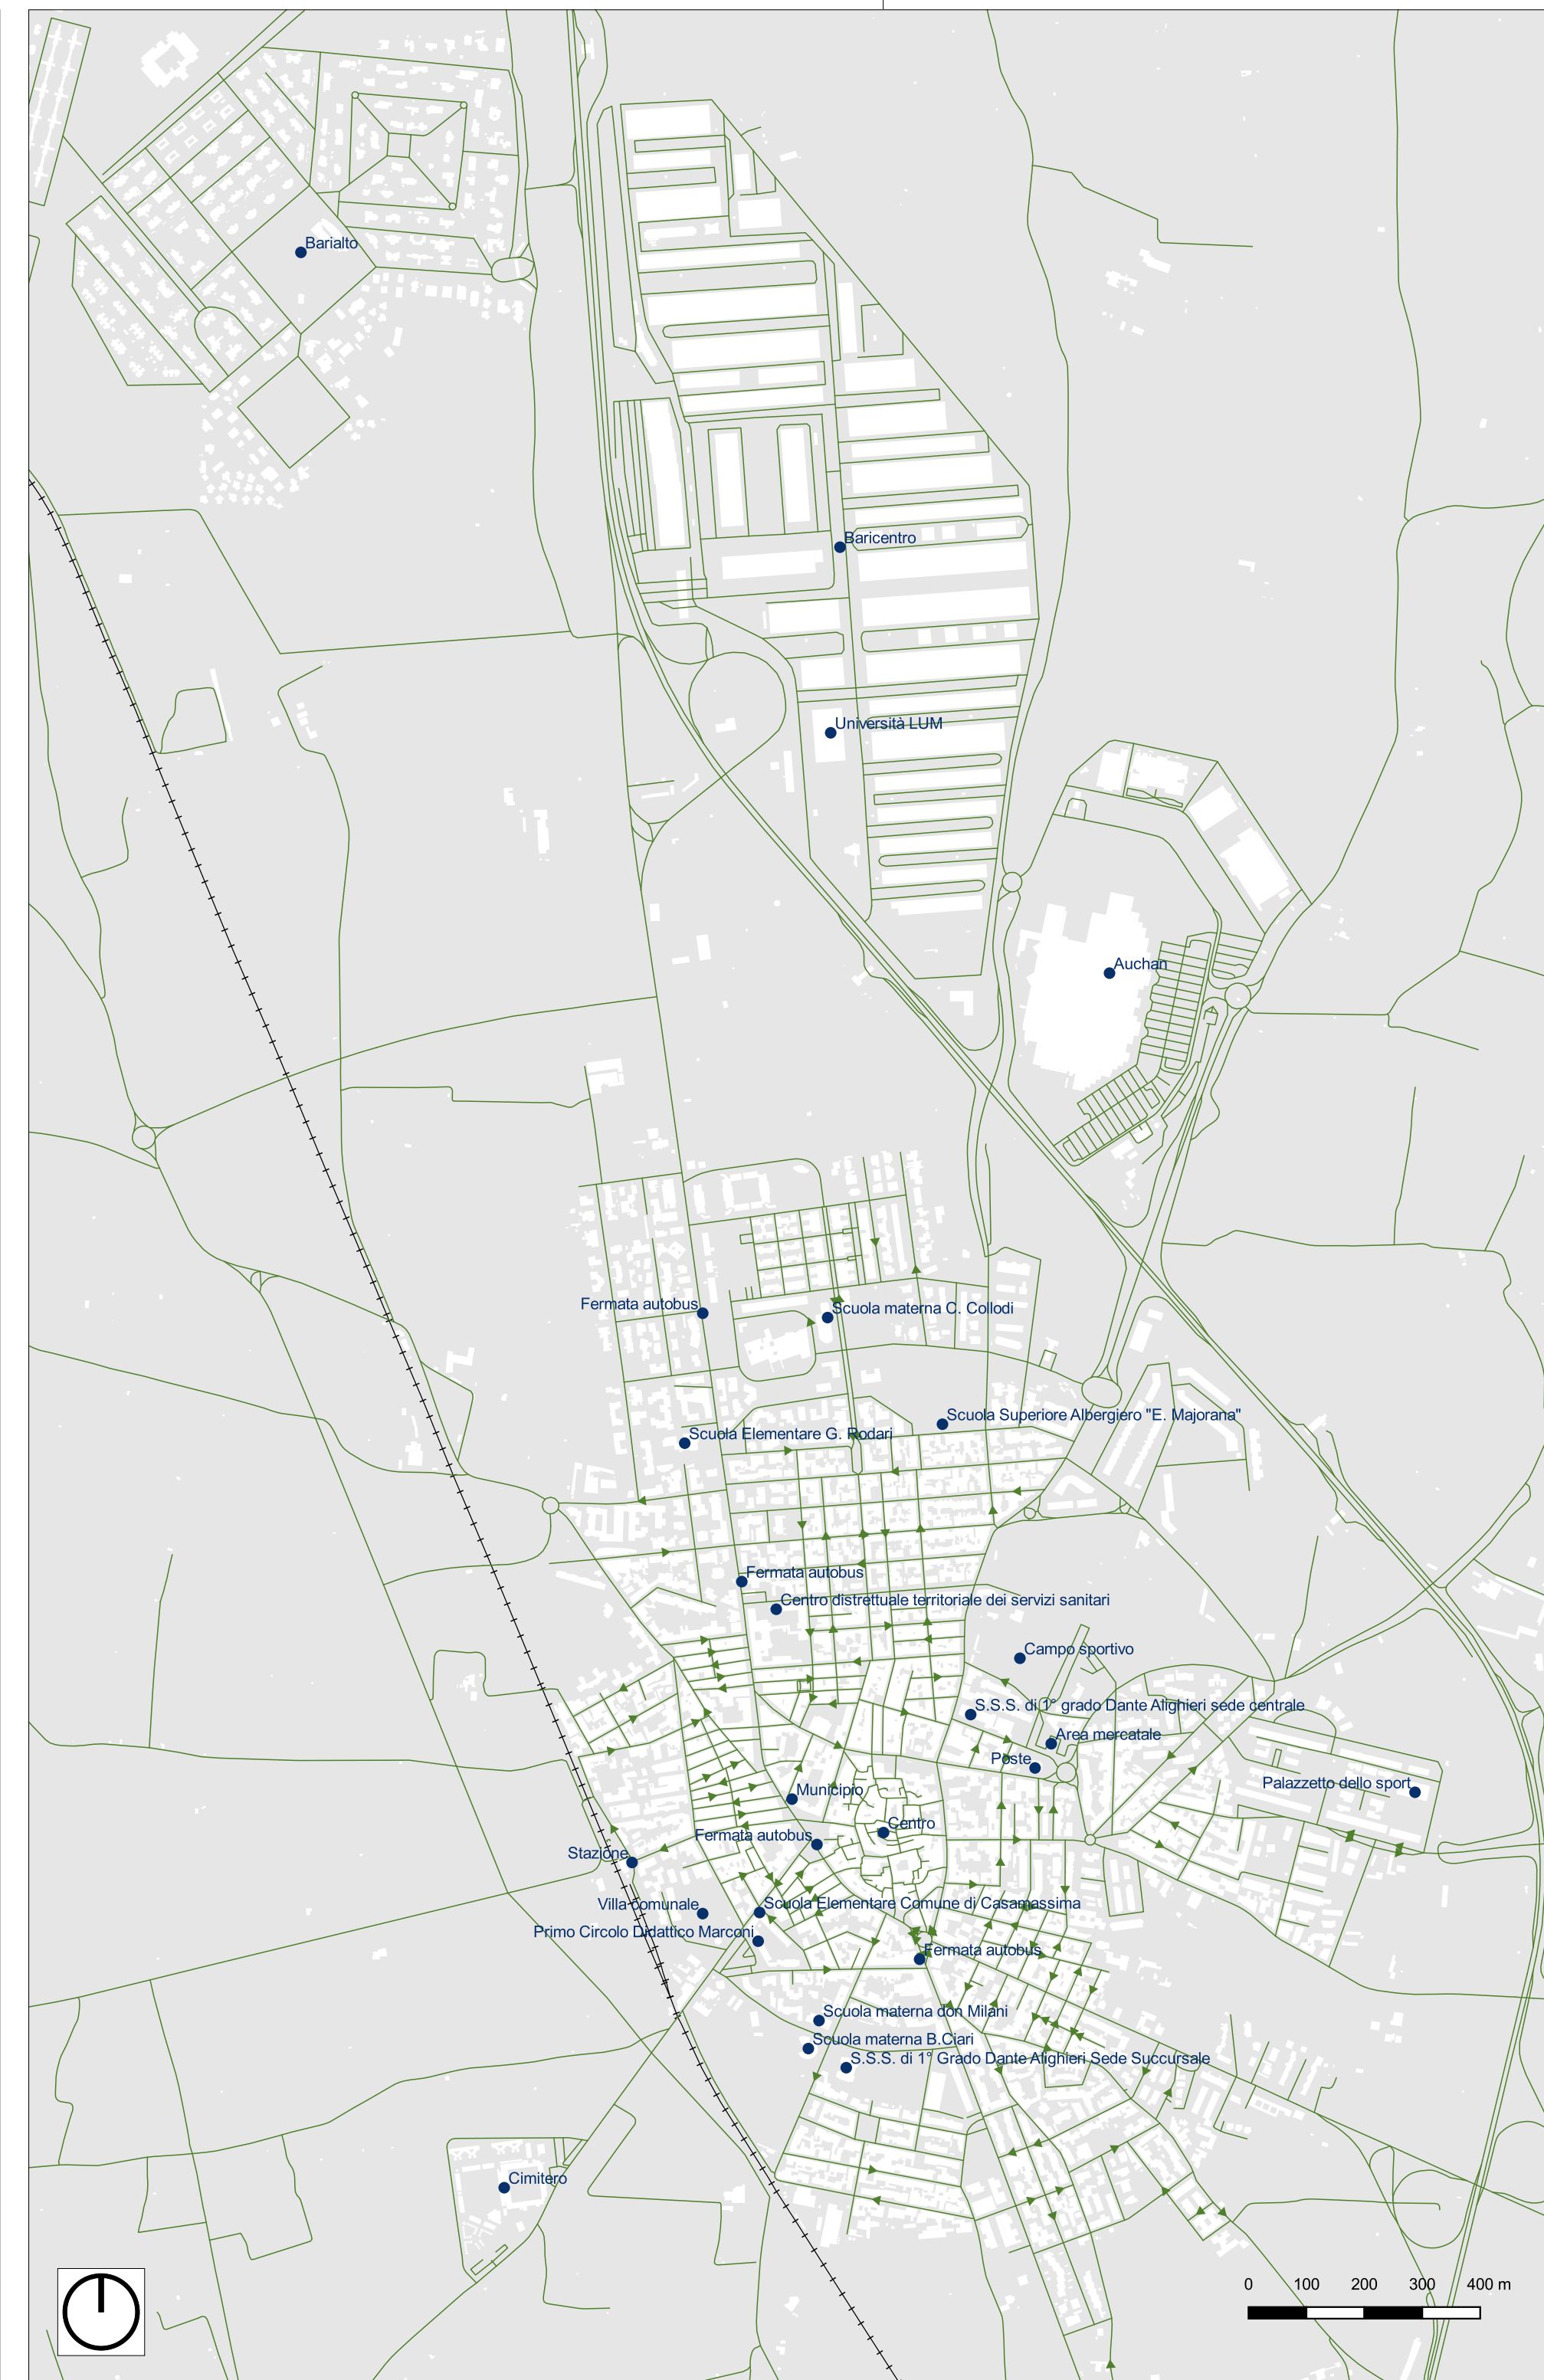 Barialto
Baricentro
Università LUM
Auchan
Fermata autobus
Scuola materna C. Collodi
Scuola Superiore Albergiero "E. Majorana"
Scuola Elementare G. Rodari
Fermata autobus
Centro distrettuale territoriale dei servizi sanitari
Campo sportivo
S.S.S. di 1° grado Dante Alighieri sede centrale
Area mercatale
Poste
Palazzetto dello sport
Municipio
Centro
Fermata autobus
Stazione
Villa comunale
Scuola Elementare Comune di Casamassima
Primo Circolo Didattico Marconi
Fermata autobus
Scuola materna don Milani
Scuola materna B.Ciari
S.S.S. di 1° Grado Dante Alighieri Sede Succursale
Cimitero
0 100 200 300 400 m